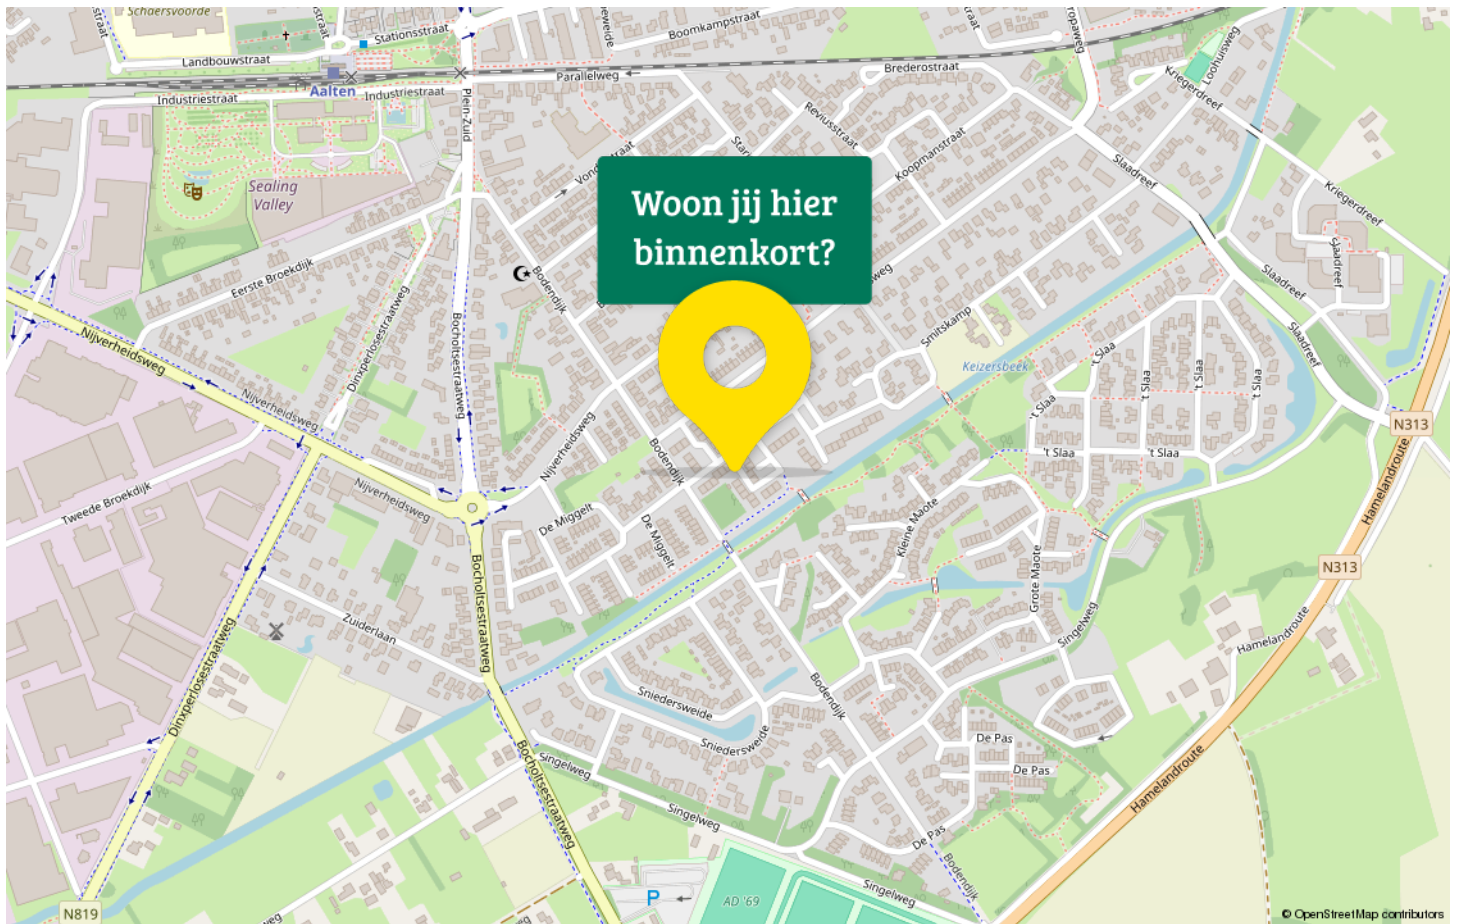 Schaersvoorde
Stationsstraat
Boomkampstraat
Landbouwstraat
Parallelweg
Brederostraat
Loohuisweg
Kriegerdreef
Aalten
Industriestraat
Industriestraat
Plein-Zuid
Reviusstraat
Koopmanstraat
Slaadreef
Kriegerdreef
Sealing
Valley
Woon jij hier
binnenkort?
Eerste Broekdijk
Bodendijk
Slaadreef
Slaadreef
Slaadreef
Nijverheidsweg
Dinxperlosestraatweg
Bocholtsestraatweg
Smitskamp
Keizersbeek
't Slaa
't Slaa
't Slaa
't Slaa
't Slaa
't Slaa
't Slaa
Nijverheidsweg
Nijverheidsweg
Bodendijk
N313
Hamelandroute
Tweede Broekdijk
Nijverheidsweg
De Miggelt
De Miggelt
Kleine Maote
Grote Maote
N313
Bocholtsestraatweg
Zuiderlaan
Singelweg
Hamelandroute
Dinxperlosestraatweg
Sniedersweide
Sniedersweide
Bodendijk
De Pas
De Pas
Bocholtsestraatweg
Singelweg
Singelweg
Hamelandroute
De Pas
Bodendijk
Singelweg
P
AD '69
N819
© OpenStreetMap contributors